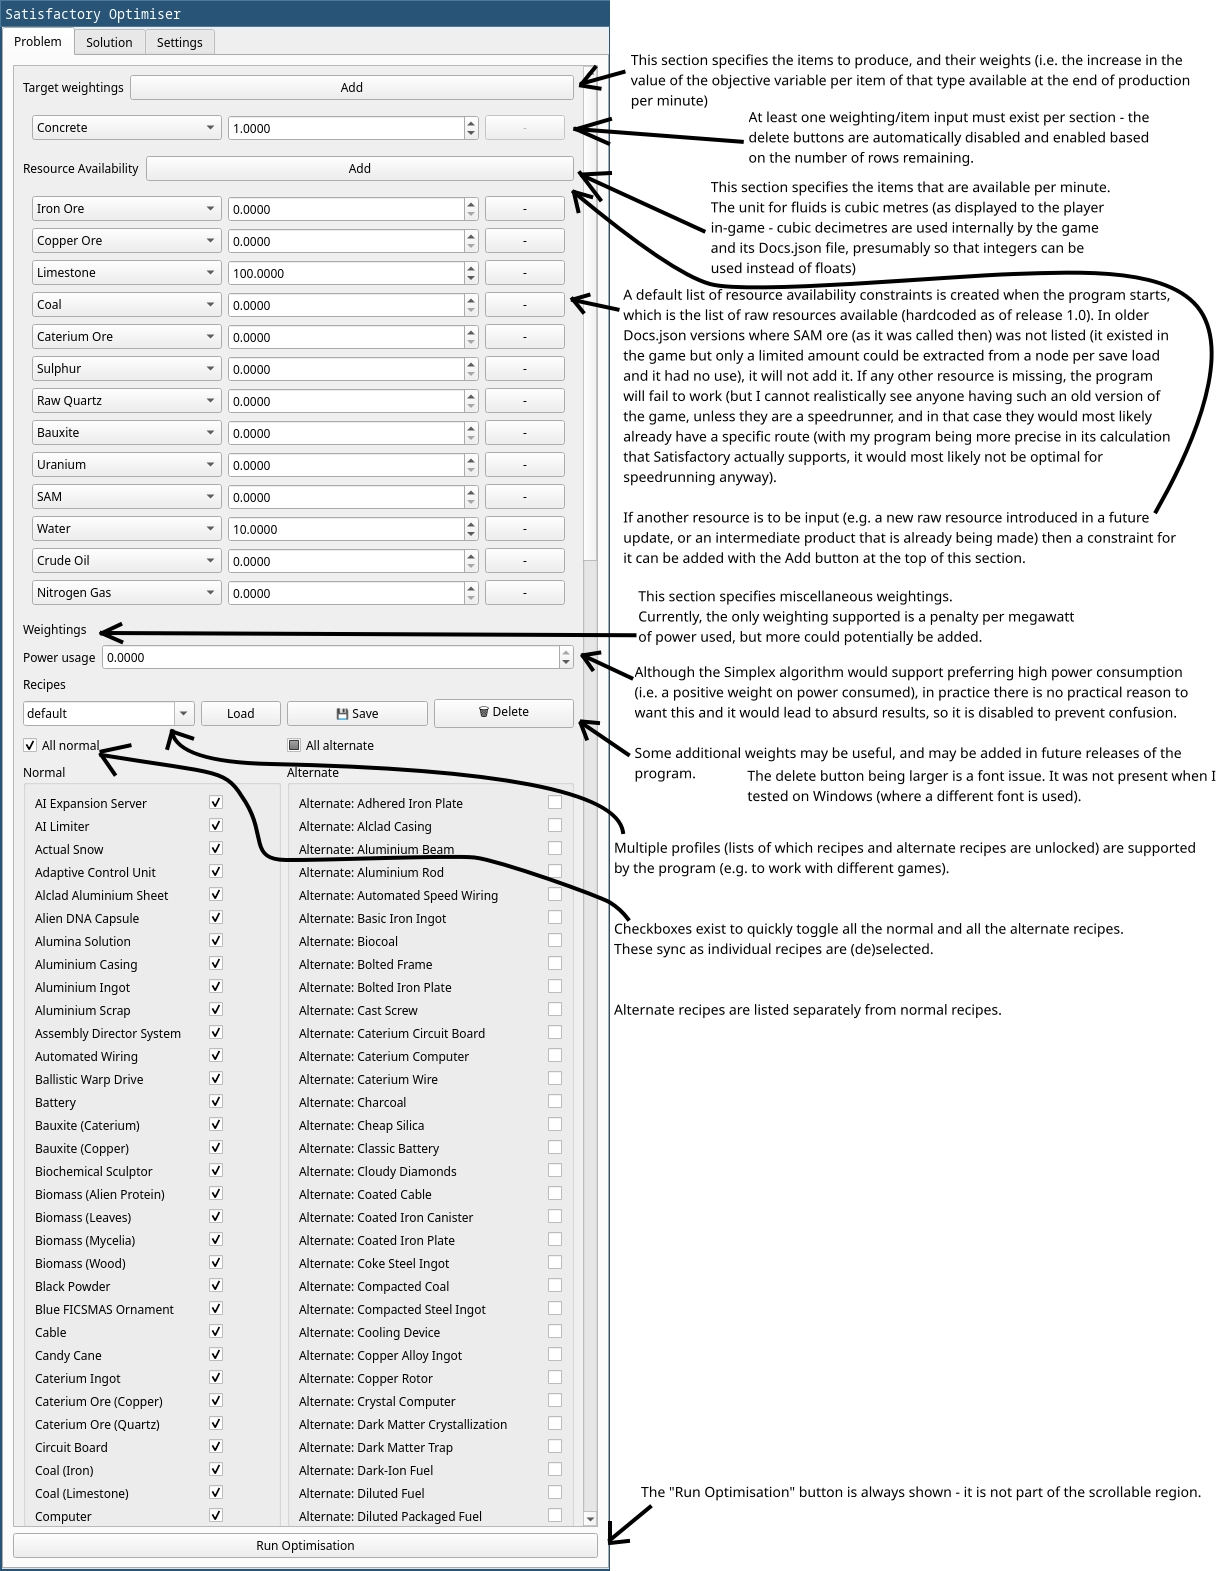 Satisfactory Optimiser
Problem
Solution
Settings
Target weightings
Add
Concrete
1.0000
-
Resource Availability
Add
Iron Ore
0.0000
-
Copper Ore
0.0000
-
Limestone
100.0000
-
Coal
0.0000
-
Caterium Ore
0.0000
-
Sulphur
0.0000
-
Raw Quartz
0.0000
-
Bauxite
0.0000
-
Uranium
0.0000
-
SAM
0.0000
-
Water
10.0000
-
Crude Oil
0.0000
-
Nitrogen Gas
0.0000
-
Weightings
Power usage
0.0000
Recipes
default
Load
Save
Delete
All normal
All alternate
Normal
AI Expansion Server
AI Limiter
Actual Snow
Adaptive Control Unit
Alclad Aluminium Sheet
Alien DNA Capsule
Alumina Solution
Aluminium Casing
Aluminium Ingot
Aluminium Scrap
Assembly Director System
Automated Wiring
Ballistic Warp Drive
Battery
Bauxite (Caterium)
Bauxite (Copper)
Biochemical Sculptor
Biomass (Alien Protein)
Biomass (Leaves)
Biomass (Mycelia)
Biomass (Wood)
Black Powder
Blue FICSMAS Ornament
Cable
Candy Cane
Caterium Ingot
Caterium Ore (Copper)
Caterium Ore (Quartz)
Circuit Board
Coal (Iron)
Coal (Limestone)
Computer
Alternate
Alternate: Adhered Iron Plate
Alternate: Alclad Casing
Alternate: Aluminium Beam
Alternate: Aluminium Rod
Alternate: Automated Speed Wiring
Alternate: Basic Iron Ingot
Alternate: Biocoal
Alternate: Bolted Frame
Alternate: Bolted Iron Plate
Alternate: Cast Screw
Alternate: Caterium Circuit Board
Alternate: Caterium Computer
Alternate: Caterium Wire
Alternate: Charcoal
Alternate: Cheap Silica
Alternate: Classic Battery
Alternate: Cloudy Diamonds
Alternate: Coated Cable
Alternate: Coated Iron Canister
Alternate: Coated Iron Plate
Alternate: Coke Steel Ingot
Alternate: Compacted Coal
Alternate: Compacted Steel Ingot
Alternate: Cooling Device
Alternate: Copper Alloy Ingot
Alternate: Copper Rotor
Alternate: Crystal Computer
Alternate: Dark Matter Crystallization
Alternate: Dark Matter Trap
Alternate: Dark-Ion Fuel
Alternate: Diluted Fuel
Alternate: Diluted Packaged Fuel
Run Optimisation
This section specifies the items to produce, and their weights (i.e. the increase in the
value of the objective variable per item of that type available at the end of production
per minute)
At least one weighting/item input must exist per section - the
delete buttons are automatically disabled and enabled based
on the number of rows remaining.
This section specifies the items that are available per minute.
The unit for fluids is cubic metres (as displayed to the player
in-game - cubic decimetres are used internally by the game
and its Docs.json file, presumably so that integers can be
used instead of floats)
A default list of resource availability constraints is created when the program starts,
which is the list of raw resources available (hardcoded as of release 1.0). In older
Docs.json versions where SAM ore (as it was called then) was not listed (it existed in
the game but only a limited amount could be extracted from a node per save load
and it had no use), it will not add it. If any other resource is missing, the program
will fail to work (but I cannot realistically see anyone having such an old version of
the game, unless they are a speedrunner, and in that case they would most likely
already have a specific route (with my program being more precise in its calculation
that Satisfactory actually supports, it would most likely not be optimal for
speedrunning anyway).
If another resource is to be input (e.g. a new raw resource introduced in a future
update, or an intermediate product that is already being made) then a constraint for
it can be added with the Add button at the top of this section.
This section specifies miscellaneous weightings.
Currently, the only weighting supported is a penalty per megawatt
of power used, but more could potentially be added.
Although the Simplex algorithm would support preferring high power consumption
(i.e. a positive weight on power consumed), in practice there is no practical reason to
want this and it would lead to absurd results, so it is disabled to prevent confusion.
Some additional weights may be useful, and may be added in future releases of the
program.
The delete button being larger is a font issue. It was not present when I
tested on Windows (where a different font is used).
Multiple profiles (lists of which recipes and alternate recipes are unlocked) are supported
by the program (e.g. to work with different games).
Checkboxes exist to quickly toggle all the normal and all the alternate recipes.
These sync as individual recipes are (de)selected.
Alternate recipes are listed separately from normal recipes.
The "Run Optimisation" button is always shown - it is not part of the scrollable region.